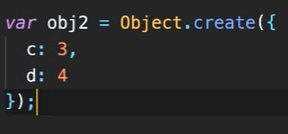 var obj2 = Object.create({
  c: 3,
  d: 4
});